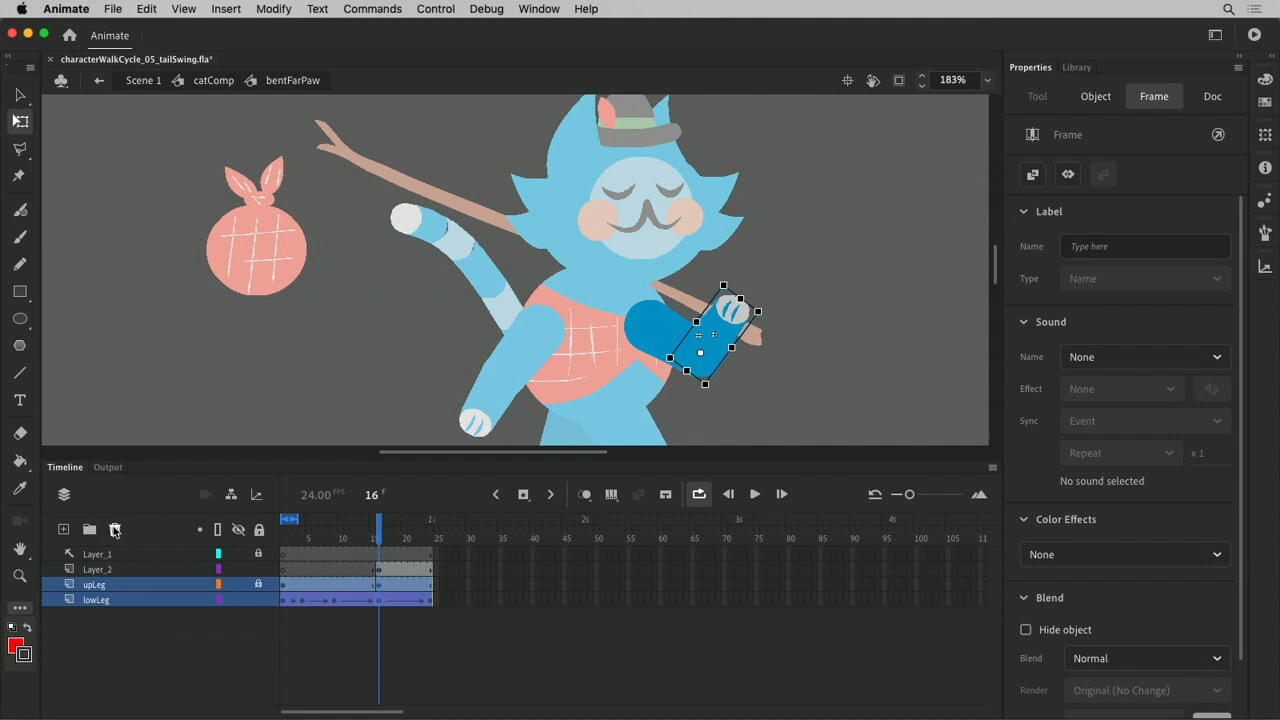 Animate File Edit View Insert Modify Text Commands Control Debug Window Help
Animate
characterWalkCycle_05_tailSwing.fla*
Scene 1 catComp bentFarPaw 183%
Properties Library
Tool Object Frame Doc
Frame
Label
Name Type here
Type Name
Sound
Name None
Effect None
Sync Event
Repeat x 1
No sound selected
Color Effects
None
Blend
Hide object
Blend Normal
Render Original (No Change)
Timeline Output
24.00 FPS 16 F
1s 2s 3s 4s
5 10 15 20 25 30 35 40 45 50 55 60 65 70 75 80 85 90 95 100 105 11
Layer_1
Layer_2
upLeg
lowLeg